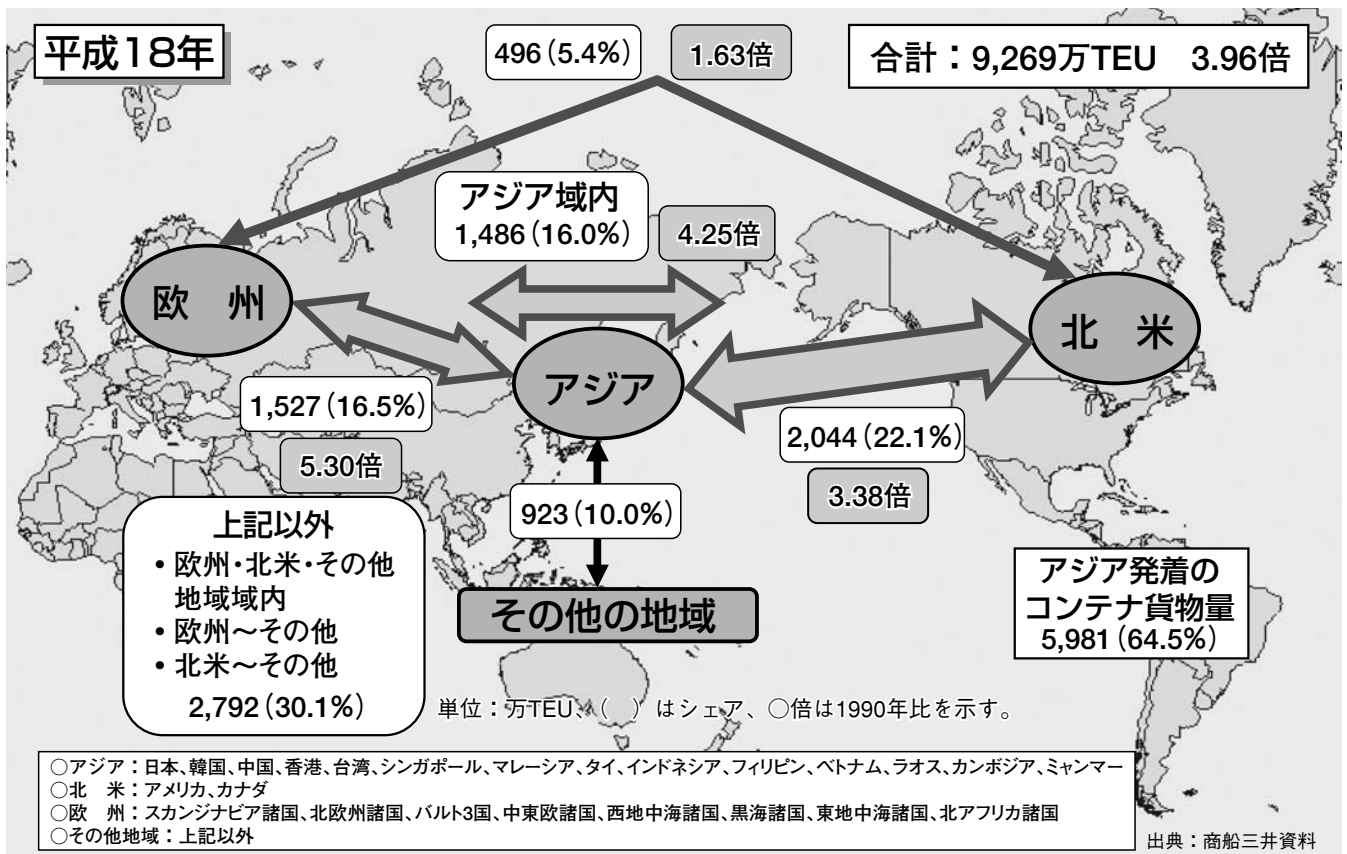 平成18年
496（5.4%）
1.63倍
合計：9,269万TEU　3.96倍
アジア域内
1,486（16.0%）
4.25倍
欧　州
北　米
アジア
1,527（16.5%）
5.30倍
2,044（22.1%）
3.38倍
923（10.0%）
上記以外
・欧州・北米・その他
地域域内
・欧州〜その他
・北米〜その他
2,792（30.1%）
その他の地域
アジア発着の
コンテナ貨物量
5,981（64.5%）
単位：万TEU、（　）はシェア、○倍は1990年比を示す。
○アジア：日本、韓国、中国、香港、台湾、シンガポール、マレーシア、タイ、インドネシア、フィリピン、ベトナム、ラオス、カンボジア、ミャンマー
○北　米：アメリカ、カナダ
○欧　州：スカンジナビア諸国、北欧州諸国、バルト3国、中東欧諸国、西地中海諸国、黒海諸国、東地中海諸国、北アフリカ諸国
○その他地域：上記以外
出典：商船三井資料